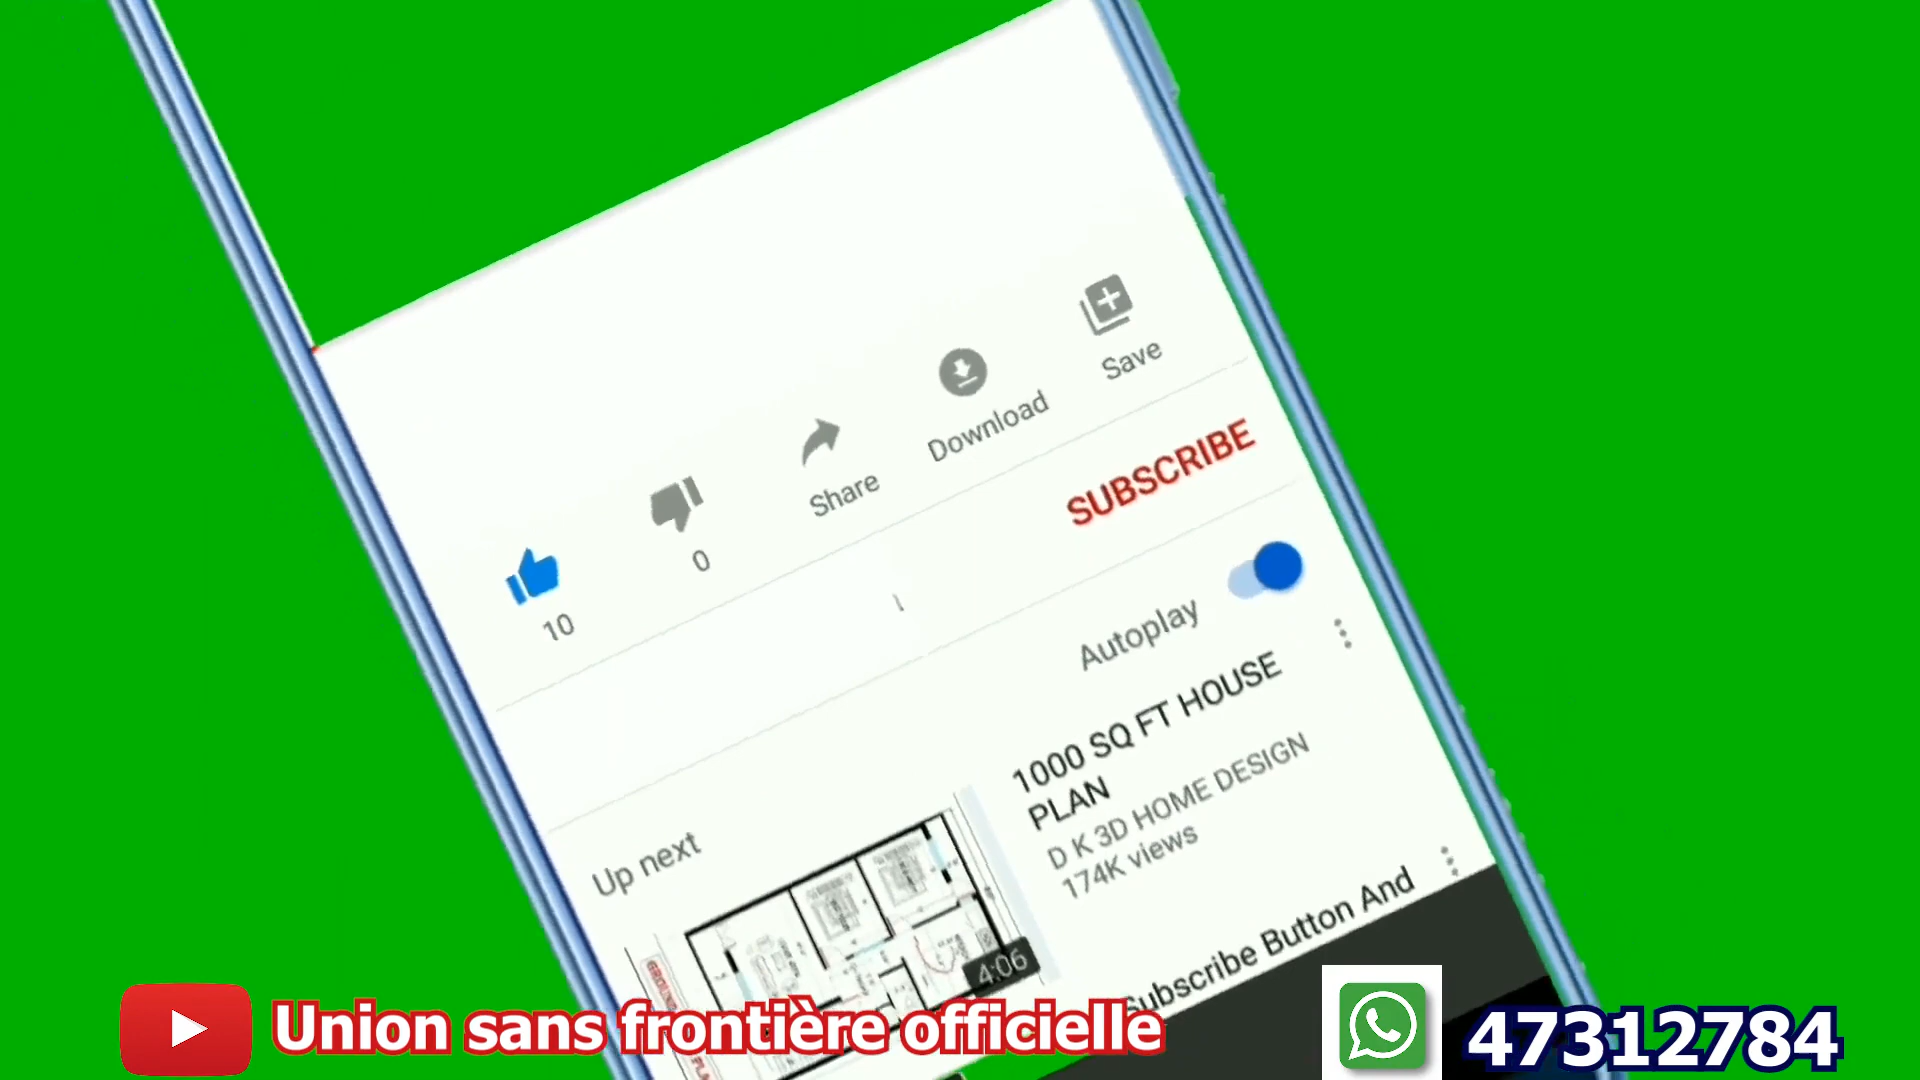 Save
Download
Share
0
10
SUBSCRIBE
Autoplay
Up next
1000 SQ FT HOUSE
PLAN
D K 3D HOME DESIGN
174K views
4:06
Subscribe Button And
Union sans frontière officielle
47312784